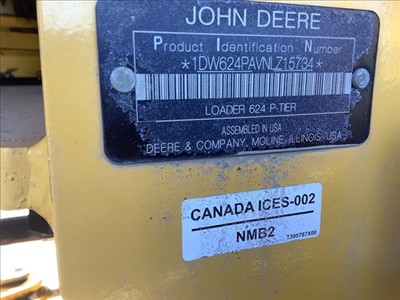 JOHN DEERE
Product Identification Number
*1DW624PAVNLZ15734*
LOADER 624 P-TIER
ASSEMBLED IN USA
DEERE & COMPANY, MOLINE, ILLINOIS, USA
CANADA ICES-002
NMB2
T395787X00